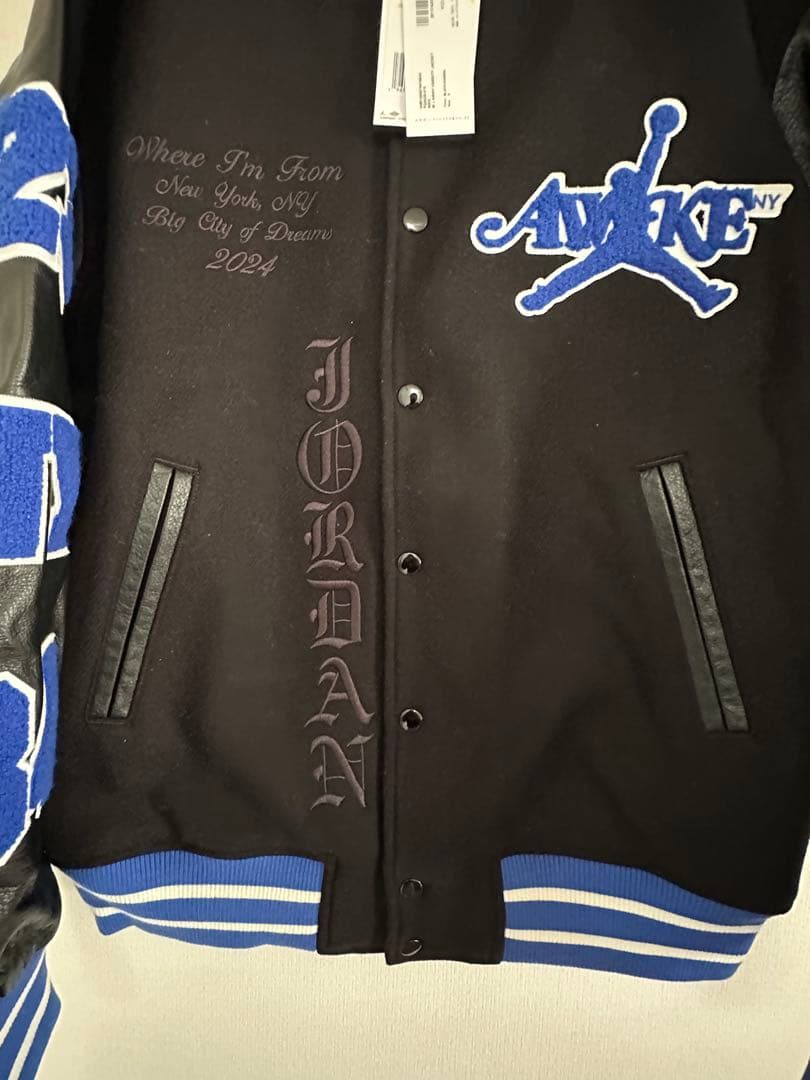 Where I'm From
New York, NY
Big City of Dreams
2024
AWAKE NY
JORDAN